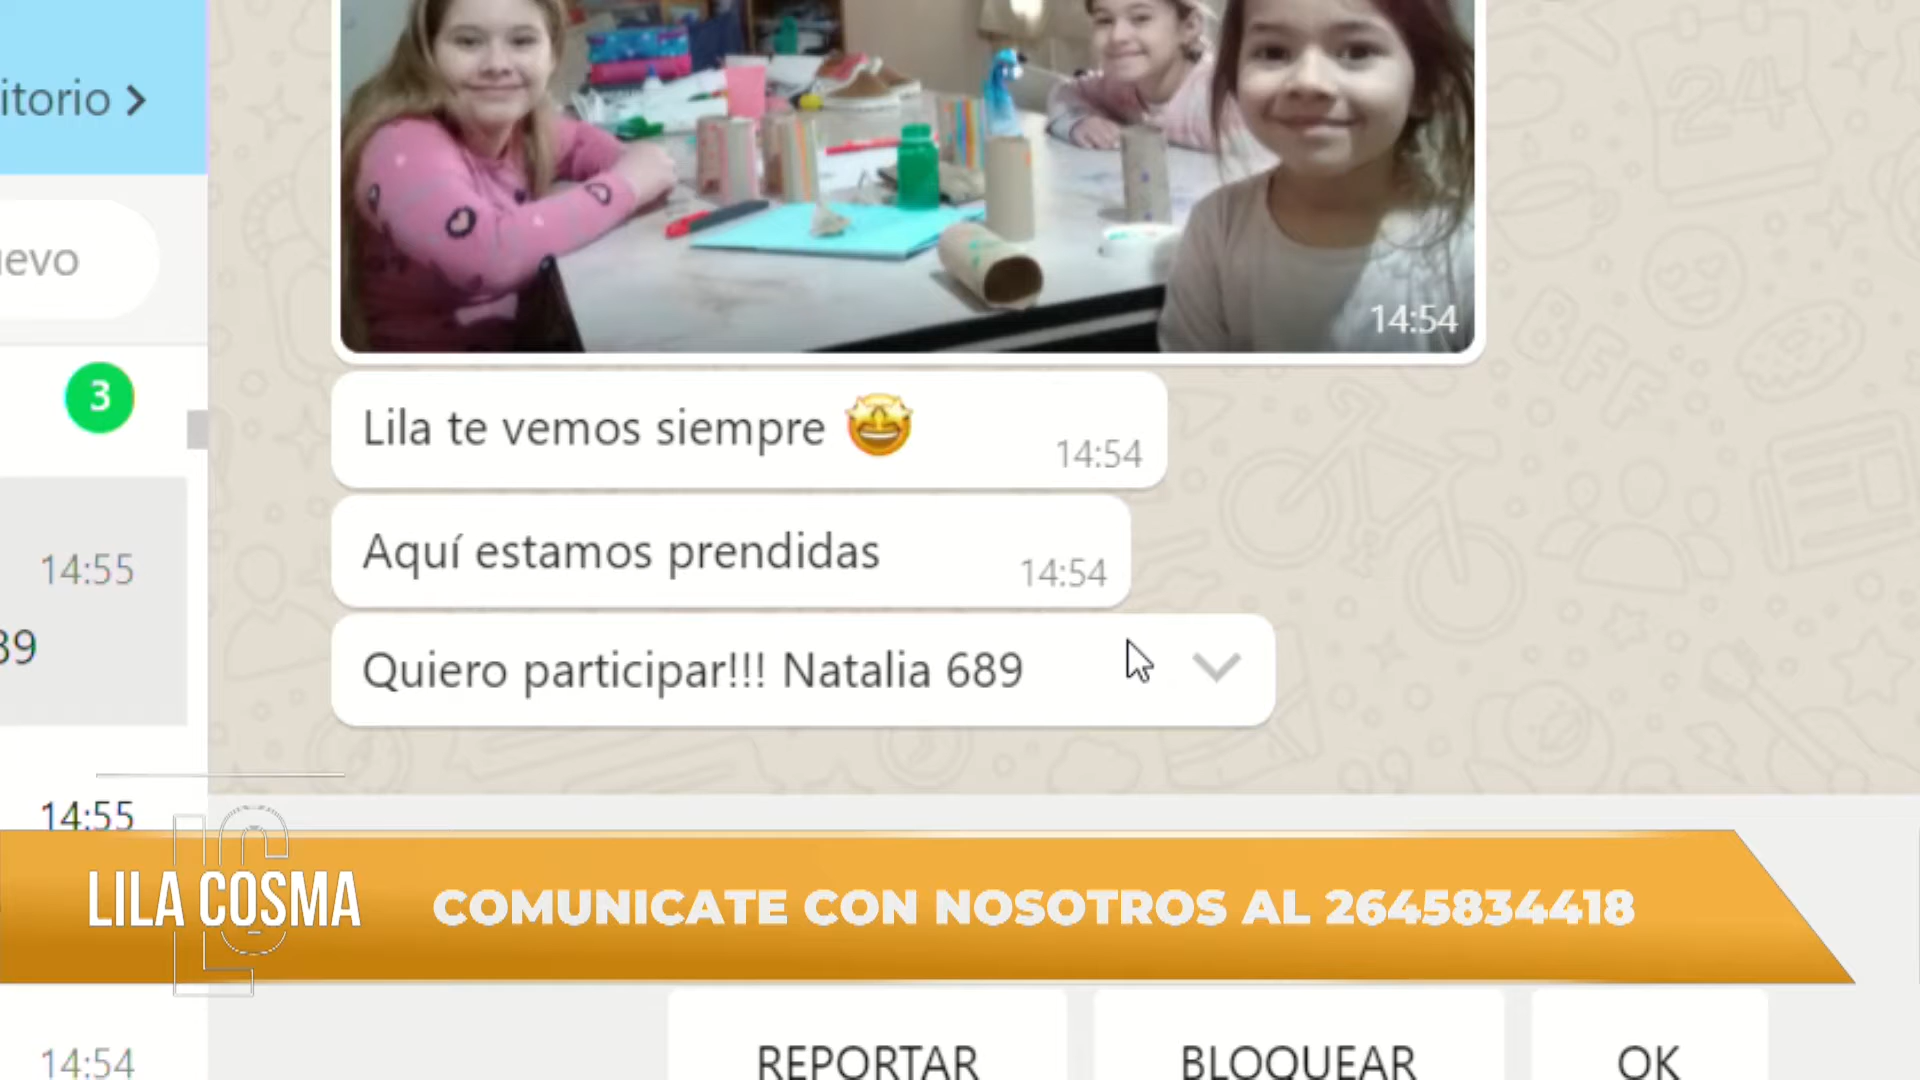 itorio
uevo
14:54
3
Lila te vemos siempre 🤩
14:54
14:55
Aquí estamos prendidas
14:54
39
Quiero participar!!! Natalia 689
14:55
LILA COSMA
COMUNICATE CON NOSOTROS AL 2645834418
14:54
REPORTAR
BLOQUEAR
OK